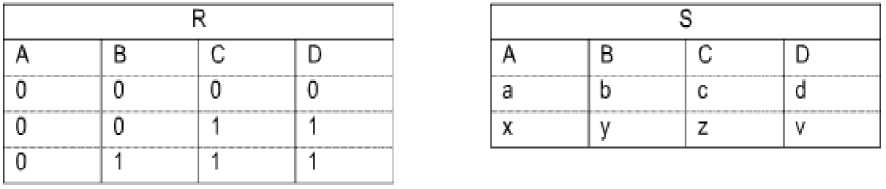 R
A B C D
0 0 0 0
0 0 1 1
0 1 1 1
S
A B C D
a b c d
x y z v